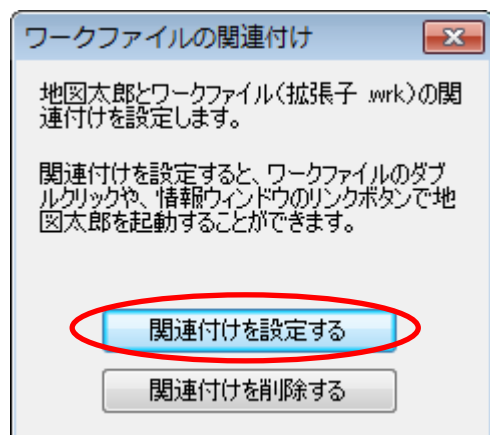 ワークファイルの関連付け
地図太郎とワークファイル（拡張子 .wrk）の関
連付けを設定します。
関連付けを設定すると、ワークファイルのダブ
ルクリックや、情報ウィンドウのリンクボタンで地
図太郎を起動することができます。
関連付けを設定する
関連付けを削除する